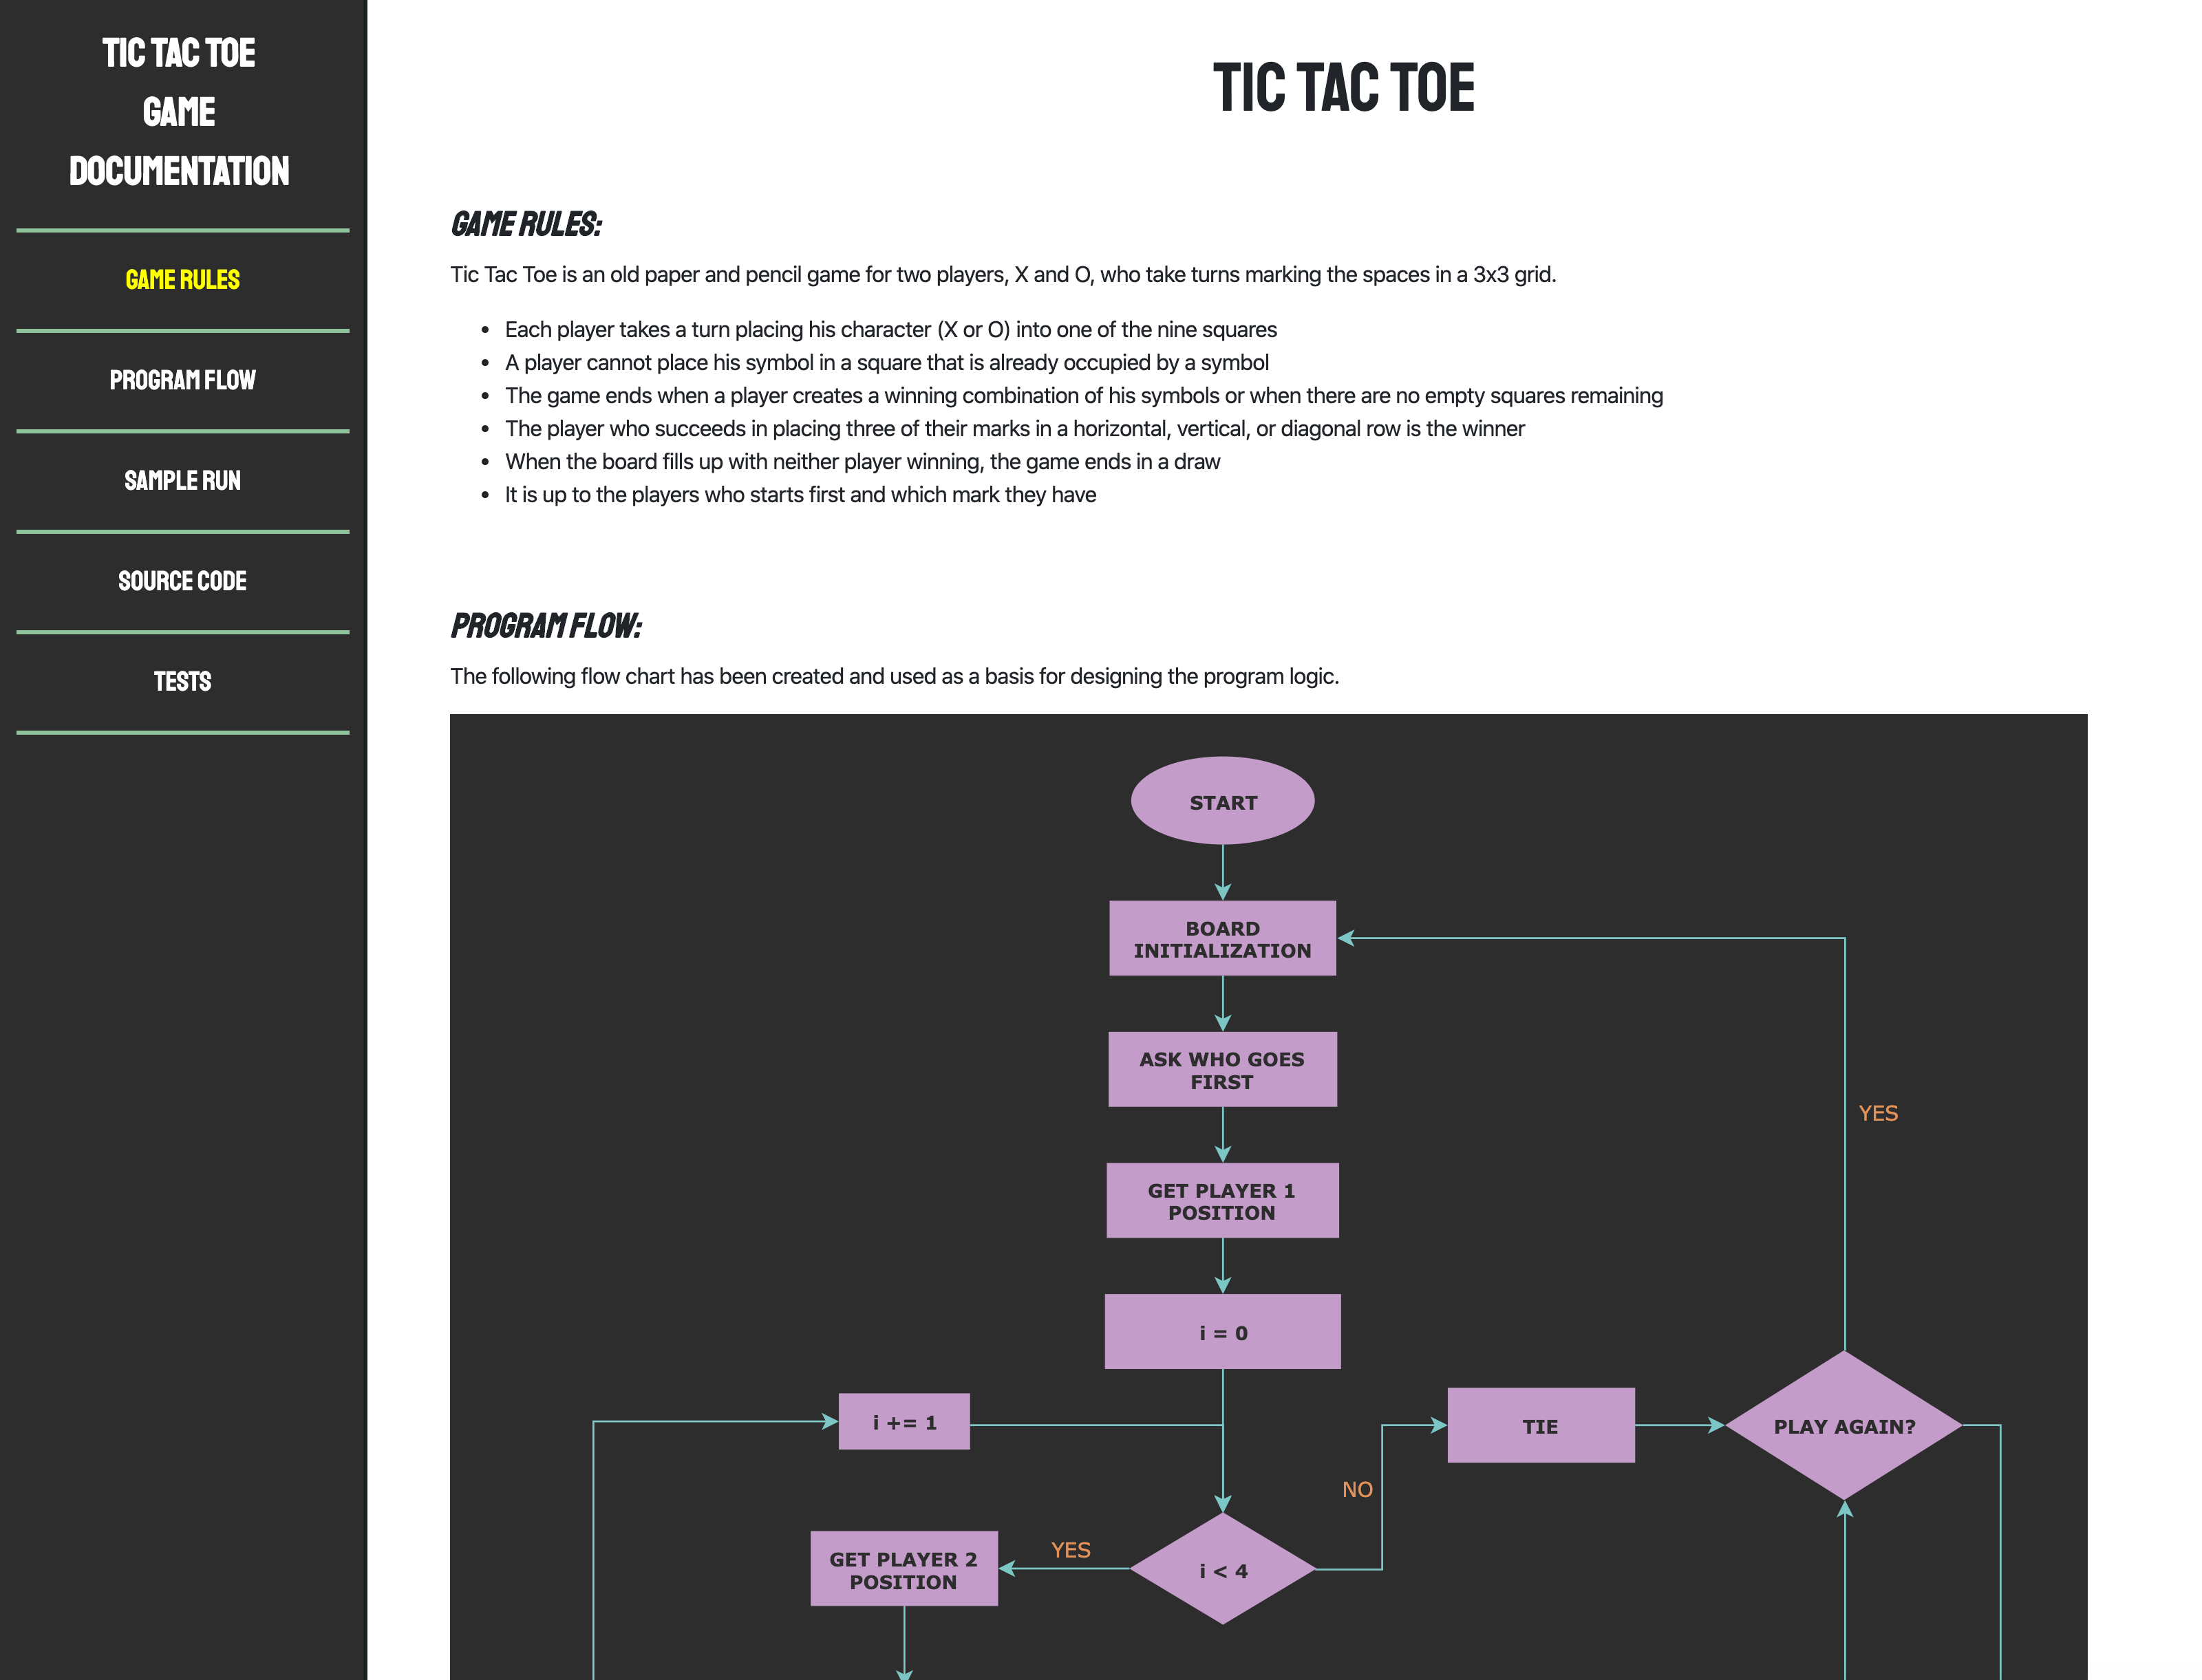 TIC TAC TOE
GAME
DOCUMENTATION
GAME RULES
PROGRAM FLOW
SAMPLE RUN
SOURCE CODE
TESTS
TIC TAC TOE
GAME RULES:
Tic Tac Toe is an old paper and pencil game for two players, X and O, who take turns marking the spaces in a 3x3 grid.
• Each player takes a turn placing his character (X or O) into one of the nine squares
• A player cannot place his symbol in a square that is already occupied by a symbol
• The game ends when a player creates a winning combination of his symbols or when there are no empty squares remaining
• The player who succeeds in placing three of their marks in a horizontal, vertical, or diagonal row is the winner
• When the board fills up with neither player winning, the game ends in a draw
• It is up to the players who starts first and which mark they have
PROGRAM FLOW:
The following flow chart has been created and used as a basis for designing the program logic.
START
BOARD
INITIALIZATION
ASK WHO GOES
FIRST
YES
GET PLAYER 1
POSITION
i = 0
i += 1
TIE
PLAY AGAIN?
NO
YES
GET PLAYER 2
POSITION
i < 4